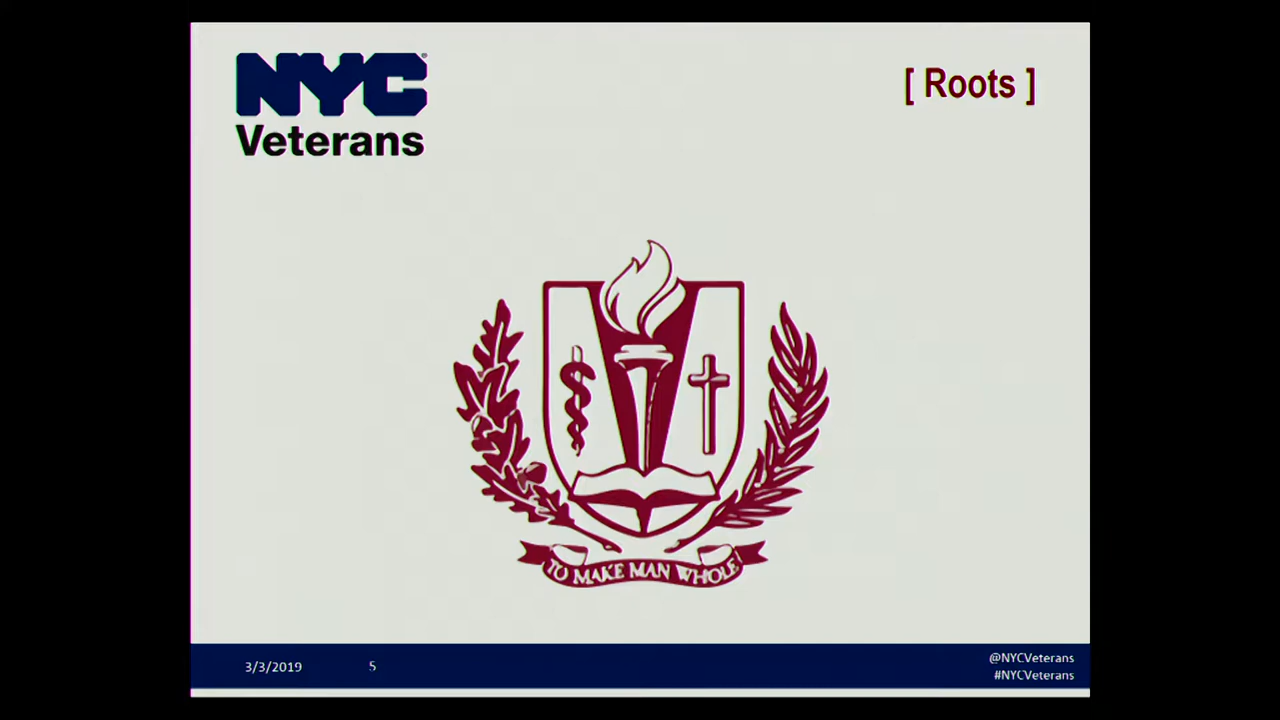 NYC
Veterans
[ Roots ]
TO MAKE MAN WHOLE
3/3/2019
5
@NYCVeterans
#NYCVeterans